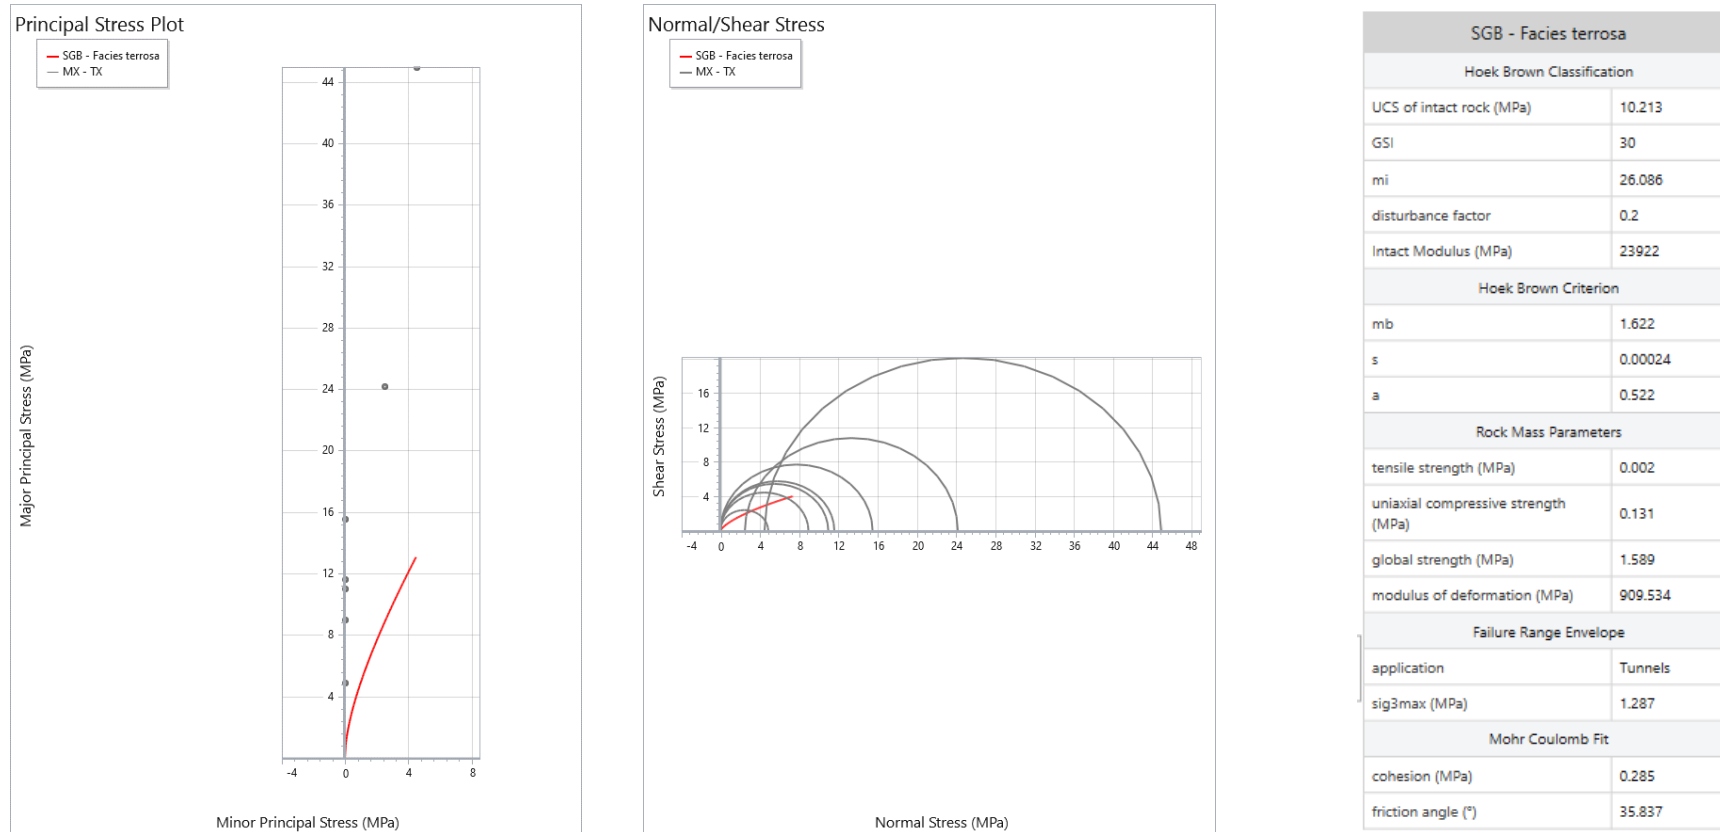 Principal Stress Plot
SGB - Facies terrosa
MX - TX
44
40
36
32
28
24
20
16
12
8
4
-4 0 4 8
Major Principal Stress (MPa)
Minor Principal Stress (MPa)
Normal/Shear Stress
SGB - Facies terrosa
MX - TX
16
12
8
4
-4 0 4 8 12 16 20 24 28 32 36 40 44 48
Shear Stress (MPa)
Normal Stress (MPa)
SGB - Facies terrosa
Hoek Brown Classification
UCS of intact rock (MPa) 10.213
GSI 30
mi 26.086
disturbance factor 0.2
Intact Modulus (MPa) 23922
Hoek Brown Criterion
mb 1.622
s 0.00024
a 0.522
Rock Mass Parameters
tensile strength (MPa) 0.002
uniaxial compressive strength
(MPa) 0.131
global strength (MPa) 1.589
modulus of deformation (MPa) 909.534
Failure Range Envelope
application Tunnels
sig3max (MPa) 1.287
Mohr Coulomb Fit
cohesion (MPa) 0.285
friction angle (°) 35.837